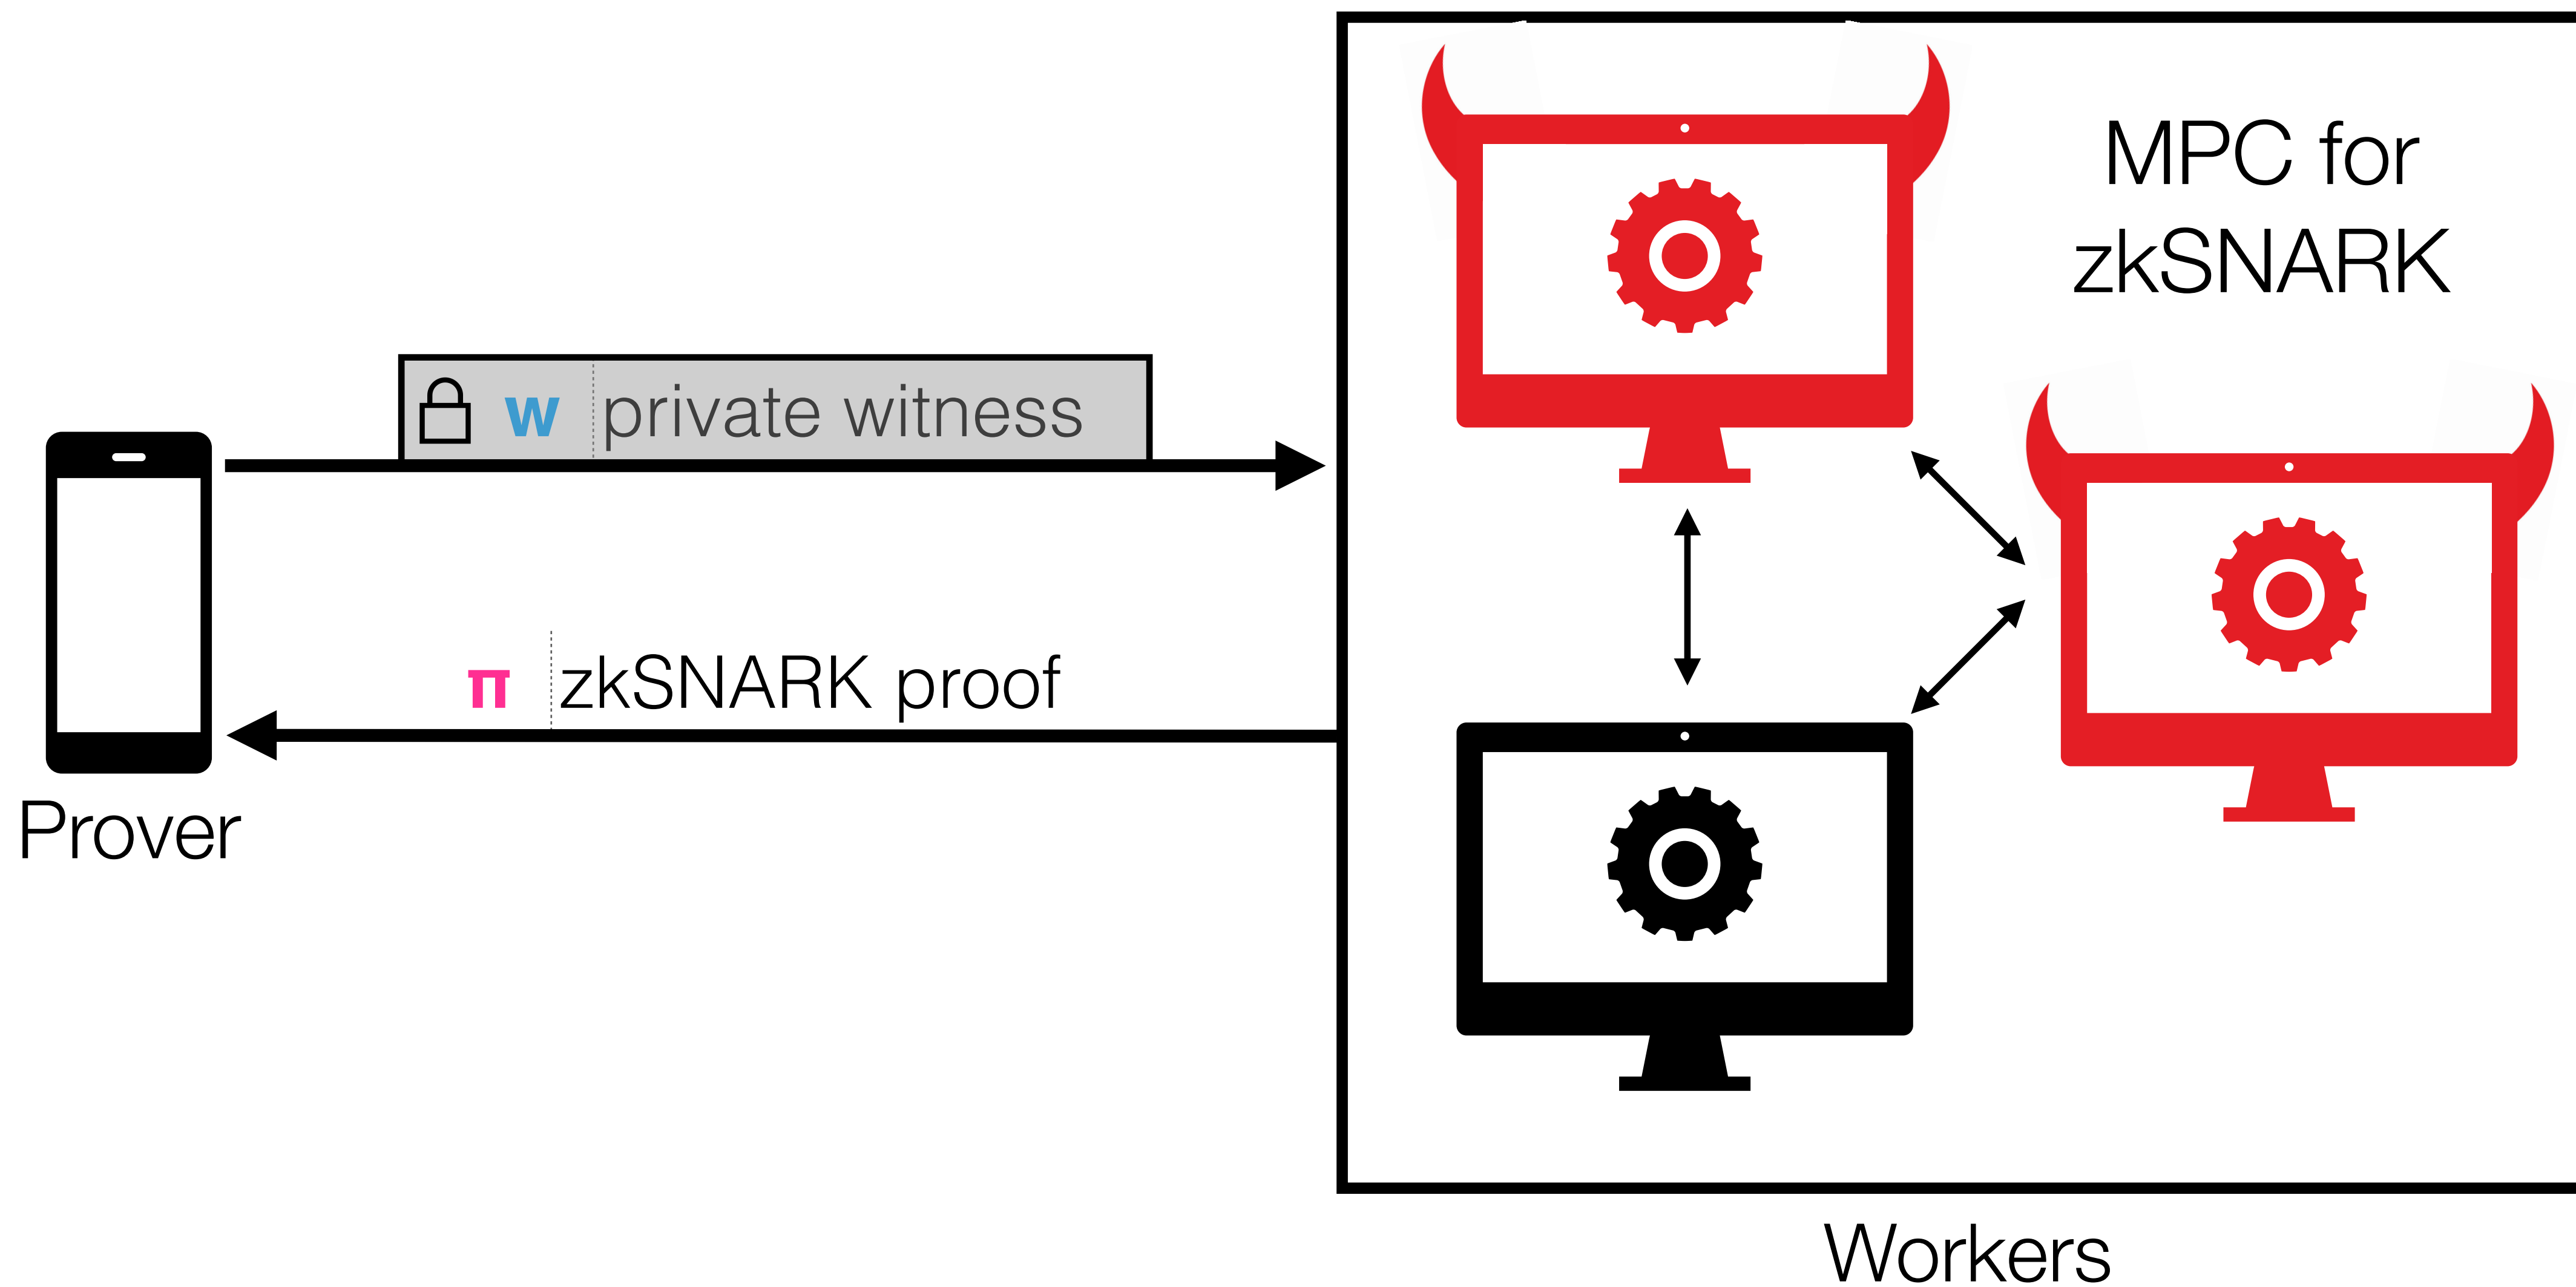 MPC for
zkSNARK
w private witness
π zkSNARK proof
Prover
Workers